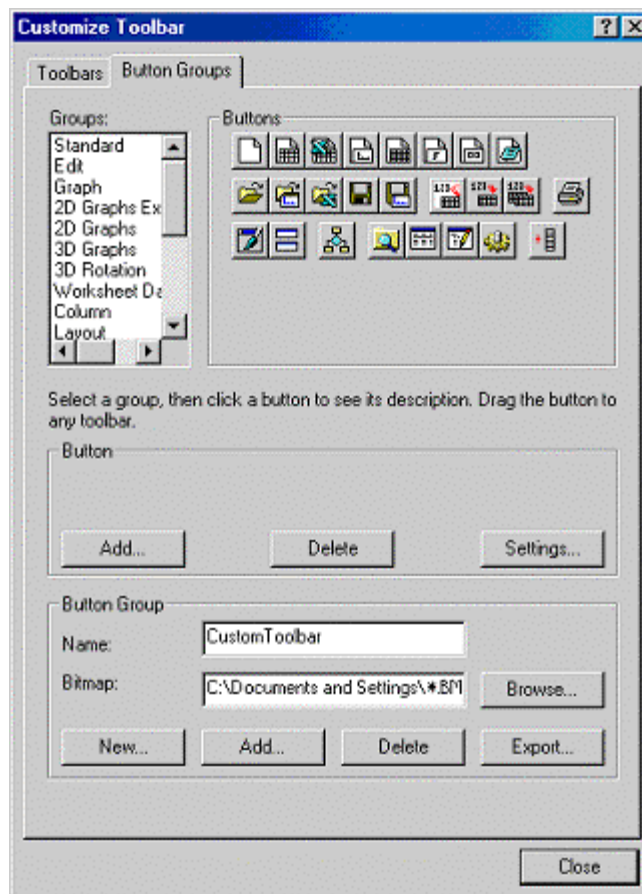 Customize Toolbar
Toolbars Button Groups
Groups:
Standard
Edit
Graph
2D Graphs Ex
2D Graphs
3D Graphs
3D Rotation
Worksheet Da
Column
Layout
Buttons
Select a group, then click a button to see its description. Drag the button to
any toolbar.
Button
Add... Delete Settings...
Button Group
Name: CustomToolbar
Bitmap: C:\Documents and Settings\*.BM Browse...
New... Add... Delete Export...
Close